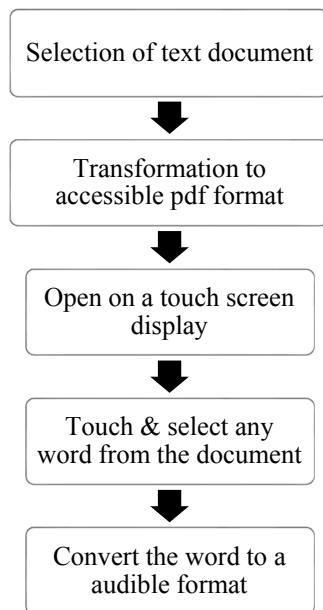 Selection of text document
Transformation to
accessible pdf format
Open on a touch screen
display
Touch & select any
word from the document
Convert the word to a
audible format